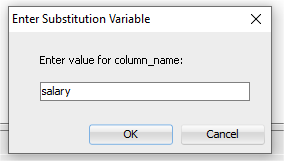 Enter Substitution Variable
Enter value for column_name:
salary
OK
Cancel